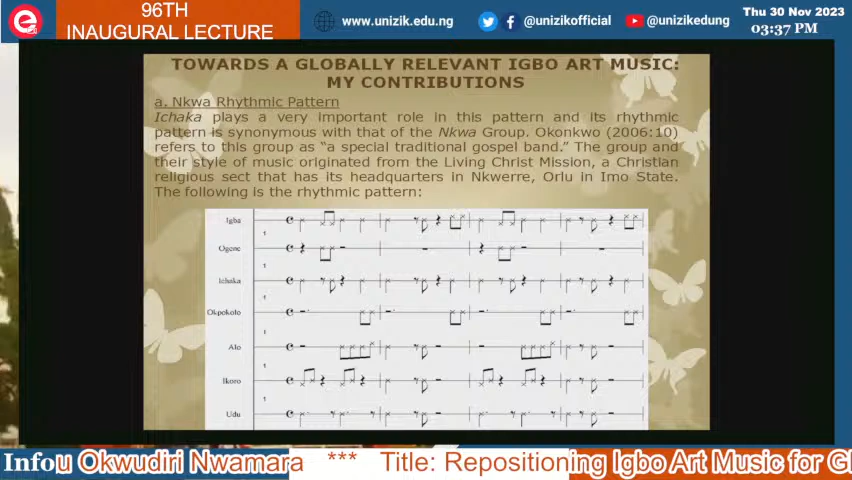 96TH
INAUGURAL LECTURE
www.unizik.edu.ng
@unizikofficial
@unizikedung
Thu 30 Nov 2023
03:37 PM
TOWARDS A GLOBALLY RELEVANT IGBO ART MUSIC:
MY CONTRIBUTIONS
a. Nkwa Rhythmic Pattern
Ichaka plays a very important role in this pattern and its rhythmic
pattern is synonymous with that of the Nkwa Group. Okonkwo (2006:10)
refers to this group as “a special traditional gospel band.” The group and
their style of music originated from the Living Christ Mission, a Christian
religious sect that has its headquarters in Nkwerre, Orlu in Imo State.
The following is the rhythmic pattern:
Igba
Ogene
Ichaka
Okpokolo
Alo
Ikoro
Udu
Info
u Okwudiri Nwamara *** Title: Repositioning Igbo Art Music for Gl